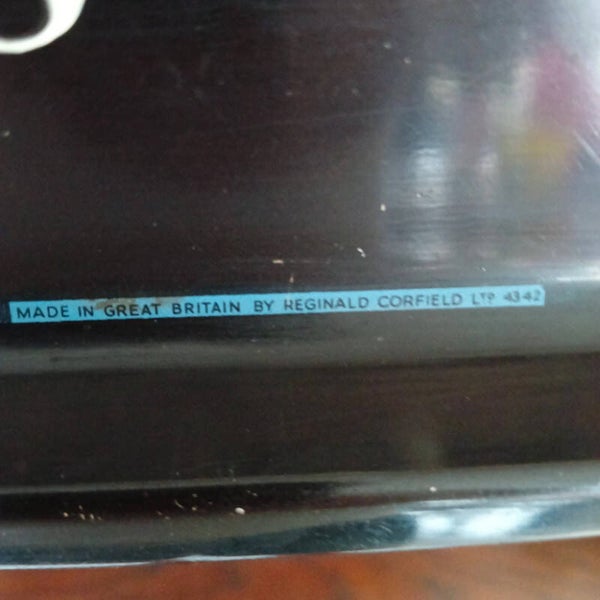 MADE IN GREAT BRITAIN BY REGINALD CORFIELD LTD 4342